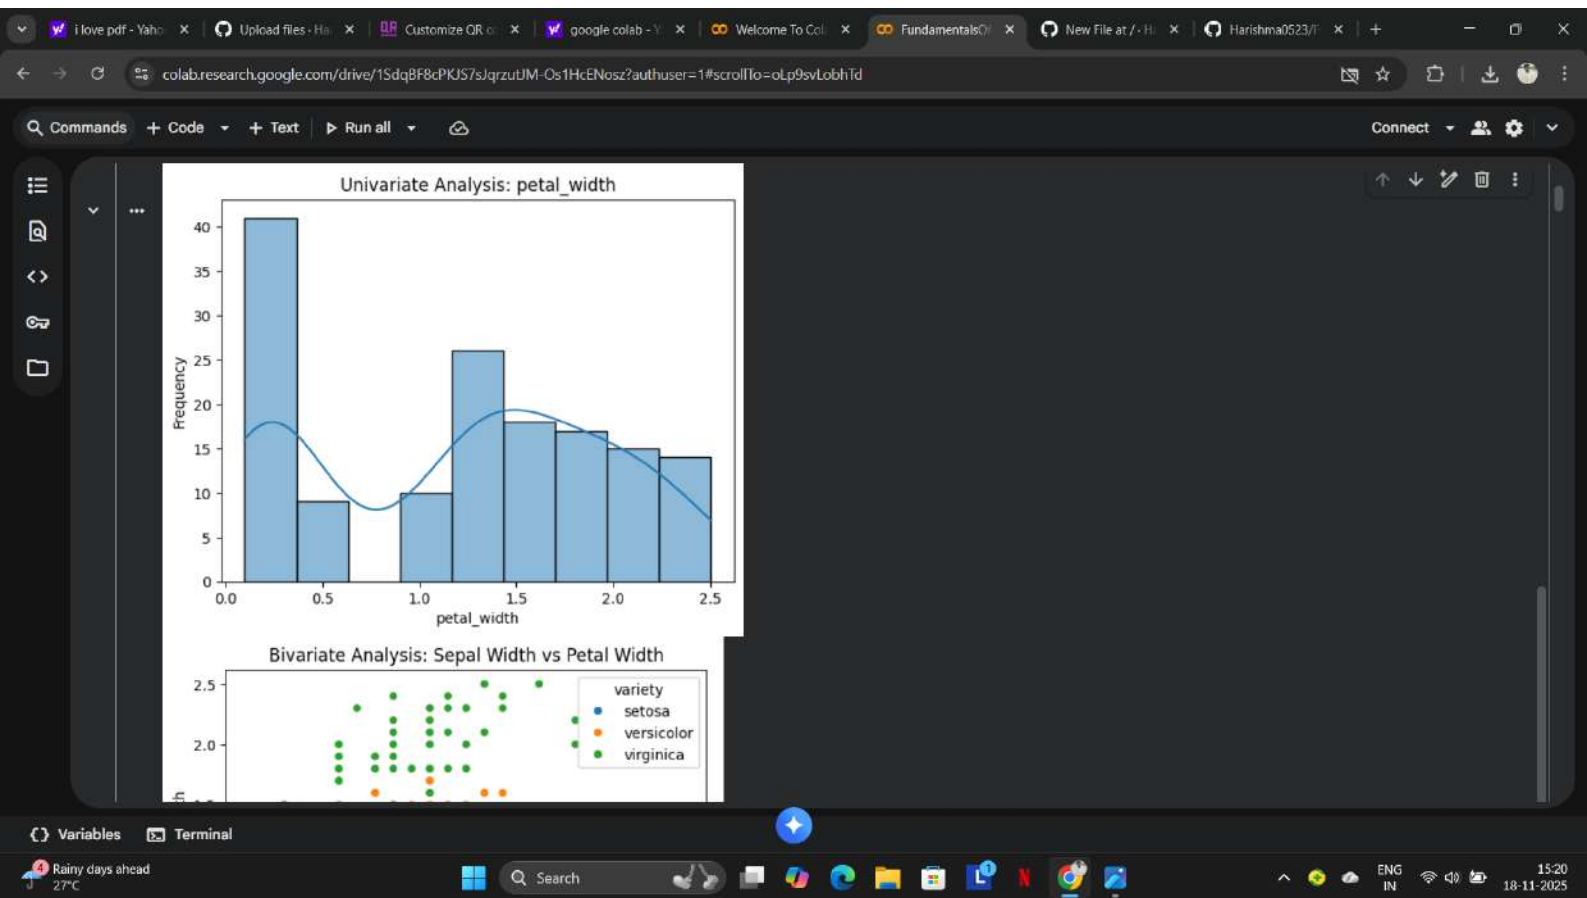 i love pdf - Yaho
Upload files · Ha
Customize QR
google colab - Y
Welcome To Col
FundamentalsO
New File at / · H
Harishma0523/
colab.research.google.com/drive/1SdqBF8cPKJS7sJqrzutUM-Os1HcENosz?authuser=1#scrollTo=oLp9svLobhTd
Commands + Code + Text Run all
Connect
Univariate Analysis: petal_width
40
35
30
25
20
15
10
5
0
Frequency
0.0 0.5 1.0 1.5 2.0 2.5
petal_width
Bivariate Analysis: Sepal Width vs Petal Width
2.5
2.0
variety
setosa
versicolor
virginica
Variables Terminal
4
Rainy days ahead
27°C
Search
L 1
N
ENG
IN
15:20
18-11-2025